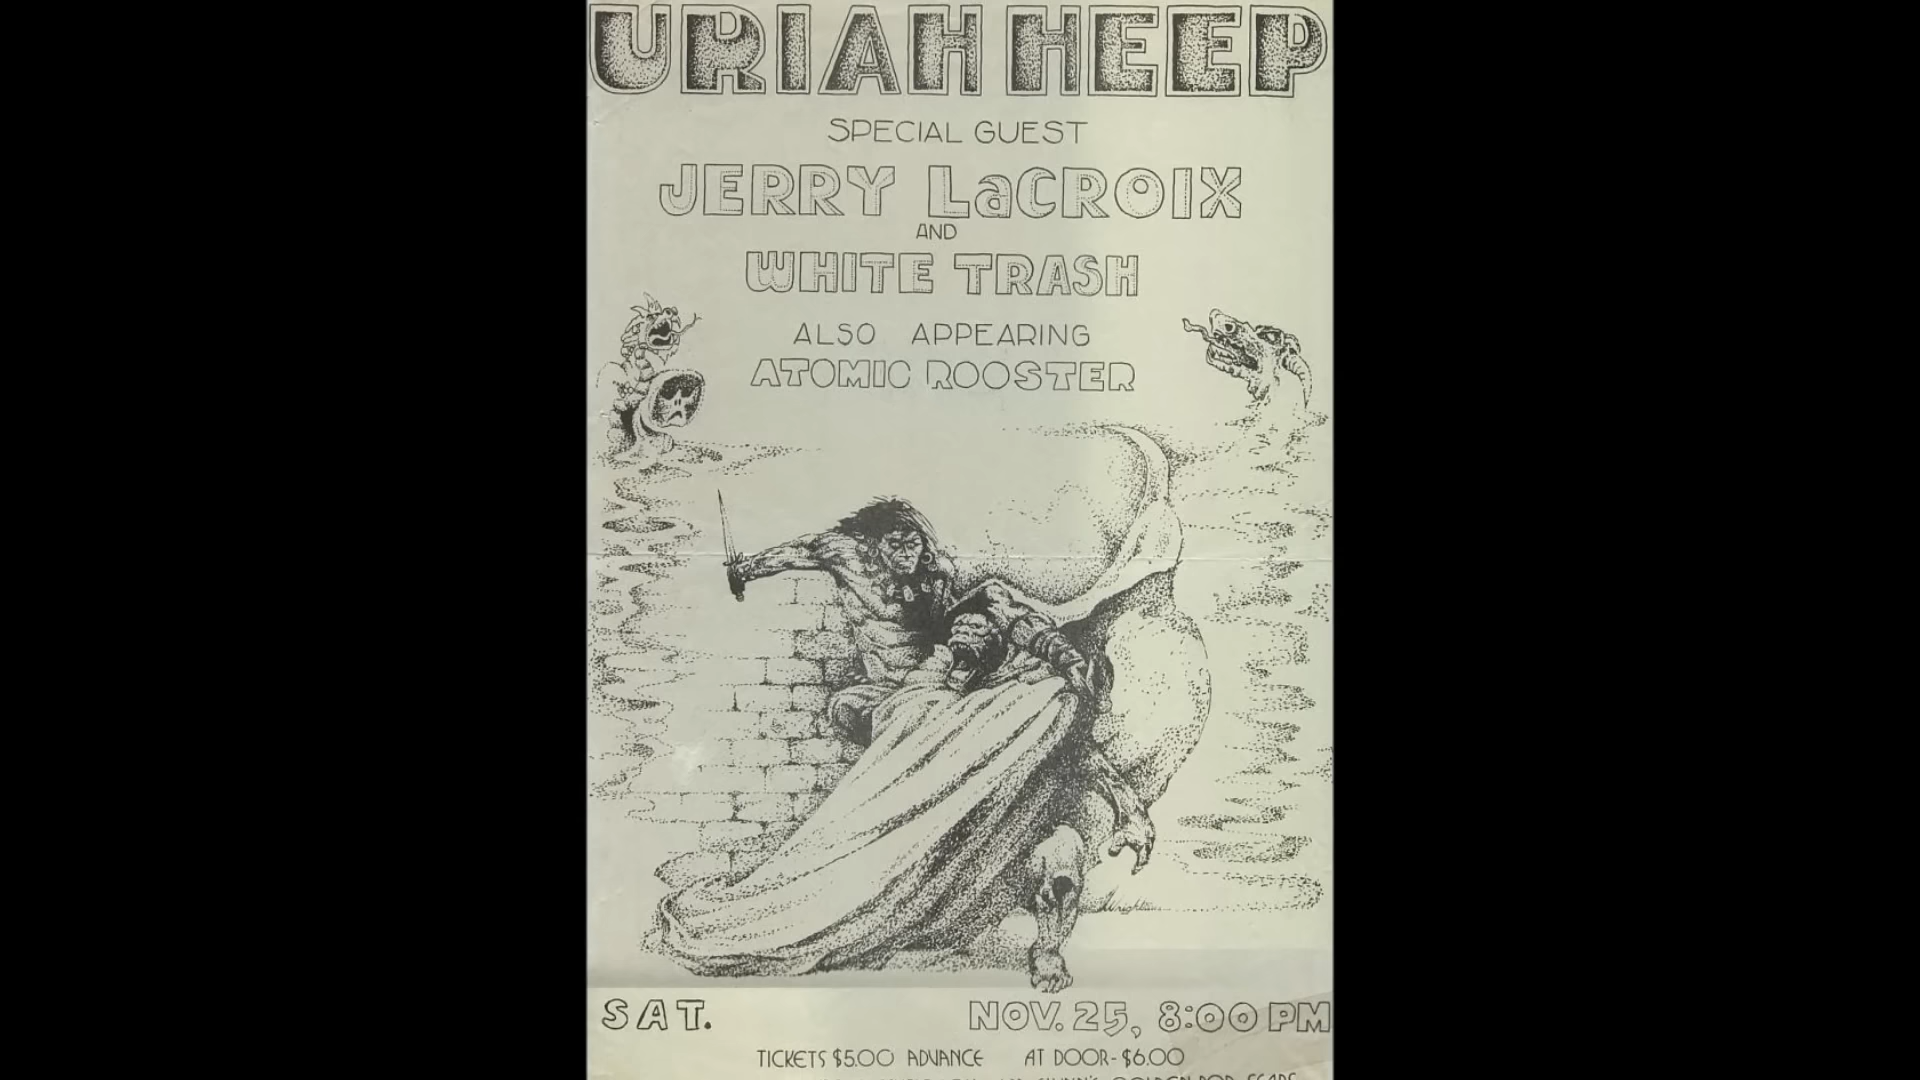 URIAH HEEP
SPECIAL GUEST
JERRY LaCROIX
AND
WHITE TRASH
ALSO APPEARING
ATOMIC ROOSTER
SAT. NOV. 25, 8:00 PM
TICKETS $5.00 ADVANCE AT DOOR - $6.00